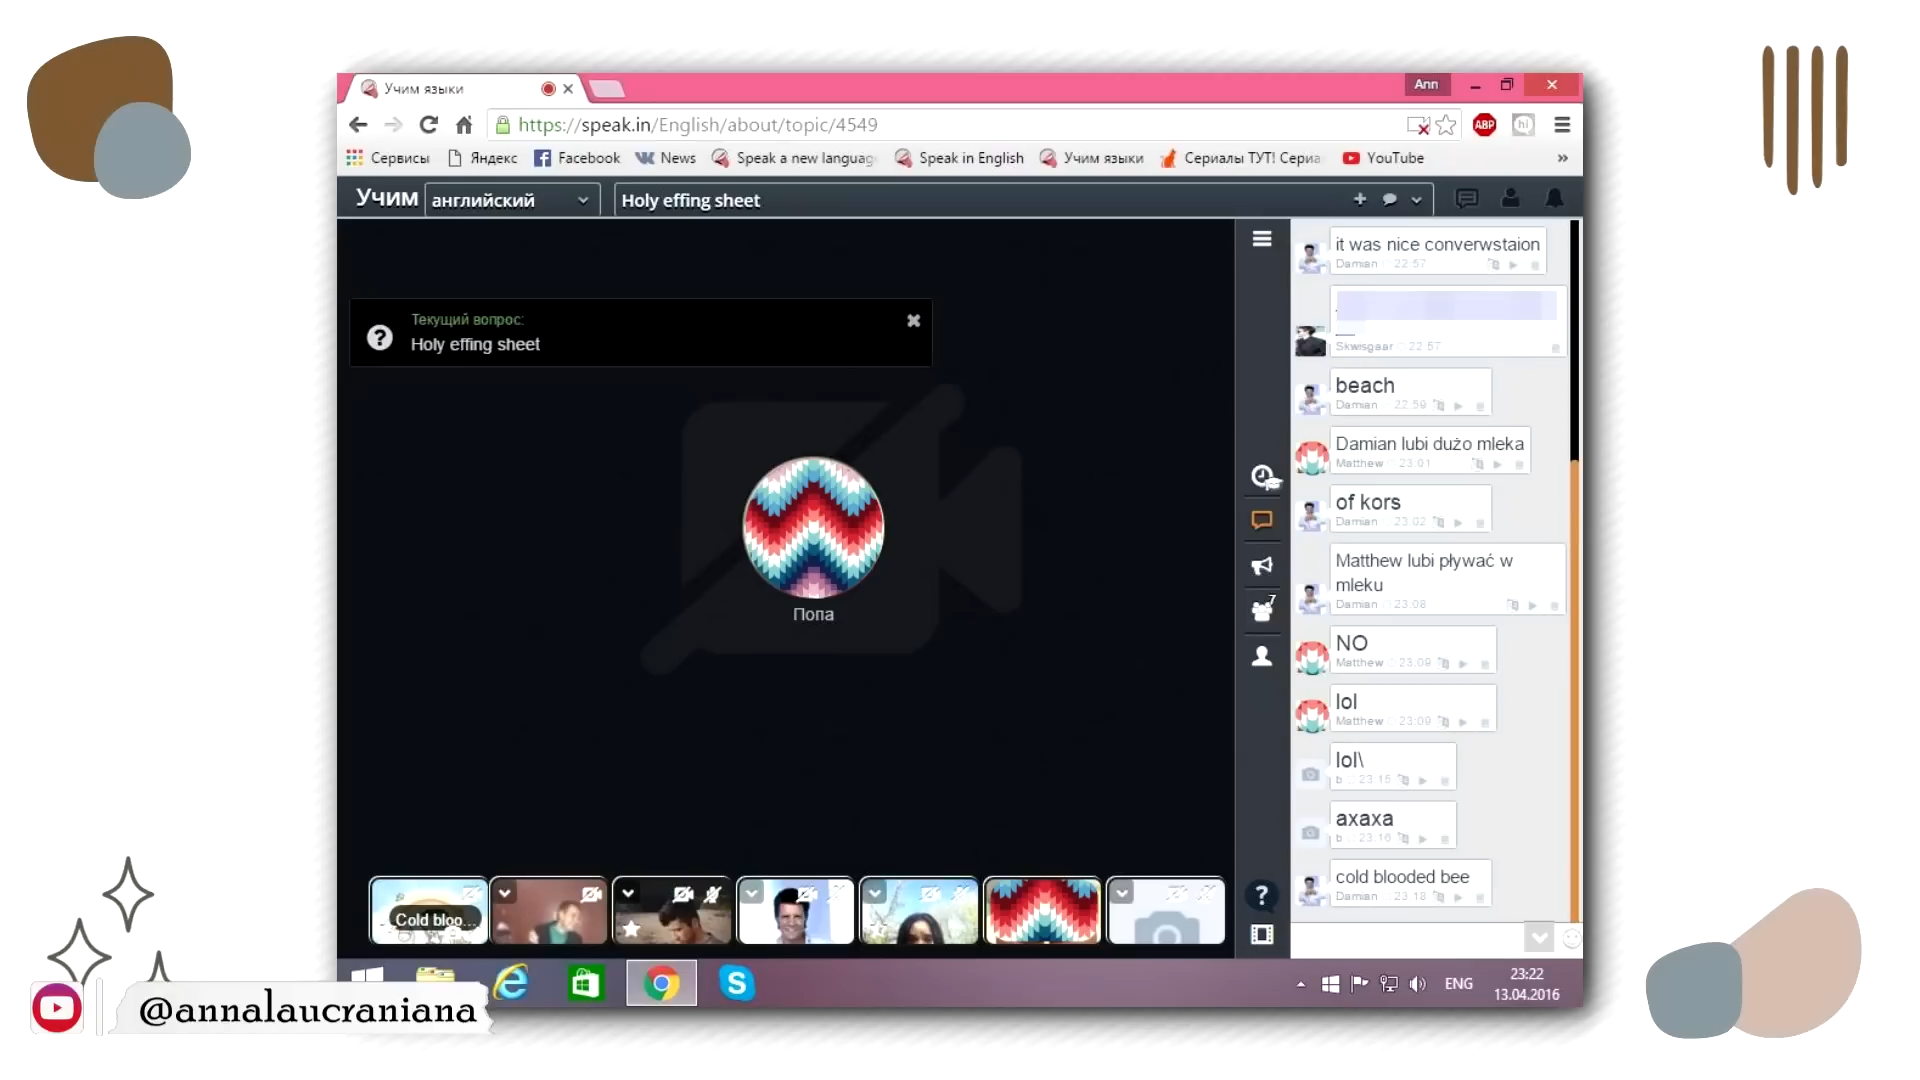 Учим языки
Ann
https://speak.in/English/about/topic/4549
ABP
Сервисы
Яндекс
Facebook
News
Speak a new languag
Speak in English
Учим языки
Сериалы ТУТ! Сериа
YouTube
»
Учим
английский
Holy effing sheet
Текущий вопрос:
Holy effing sheet
Попа
7
it was nice converwstaion
Damian 22:57
Skwisgaar 22:57
beach
Damian 22:59
Damian lubi dużo mleka
Matthew 23:01
of kors
Damian 23:02
Matthew lubi pływać w
mleku
Damian 23:08
NO
Matthew 23:09
lol
Matthew 23:09
lol\
b 23:15
axaxa
b 23:16
cold blooded bee
Damian 23:18
Cold bloo...
ENG
23:22
13.04.2016
@annalaucraniana